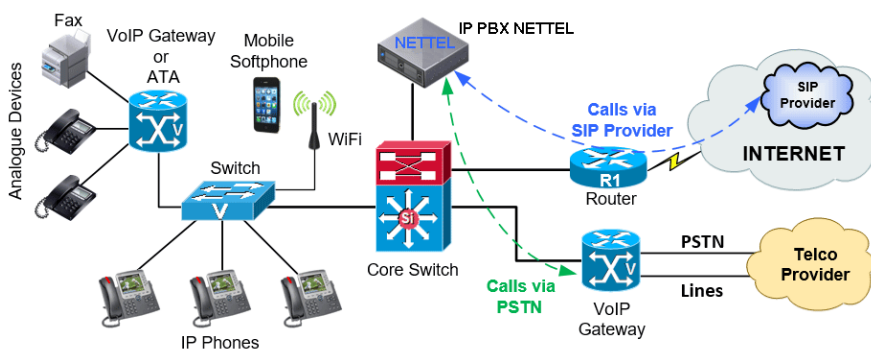 Fax
VoIP Gateway
or
ATA
Analogue Devices
Mobile
Softphone
WiFi
Switch
V
V
IP Phones
IP PBX NETTEL
NETTEL
Si
Core Switch
Calls via
SIP Provider
R1
Router
SIP
Provider
INTERNET
Calls via
PSTN
V
VoIP
Gateway
PSTN
Lines
Telco
Provider